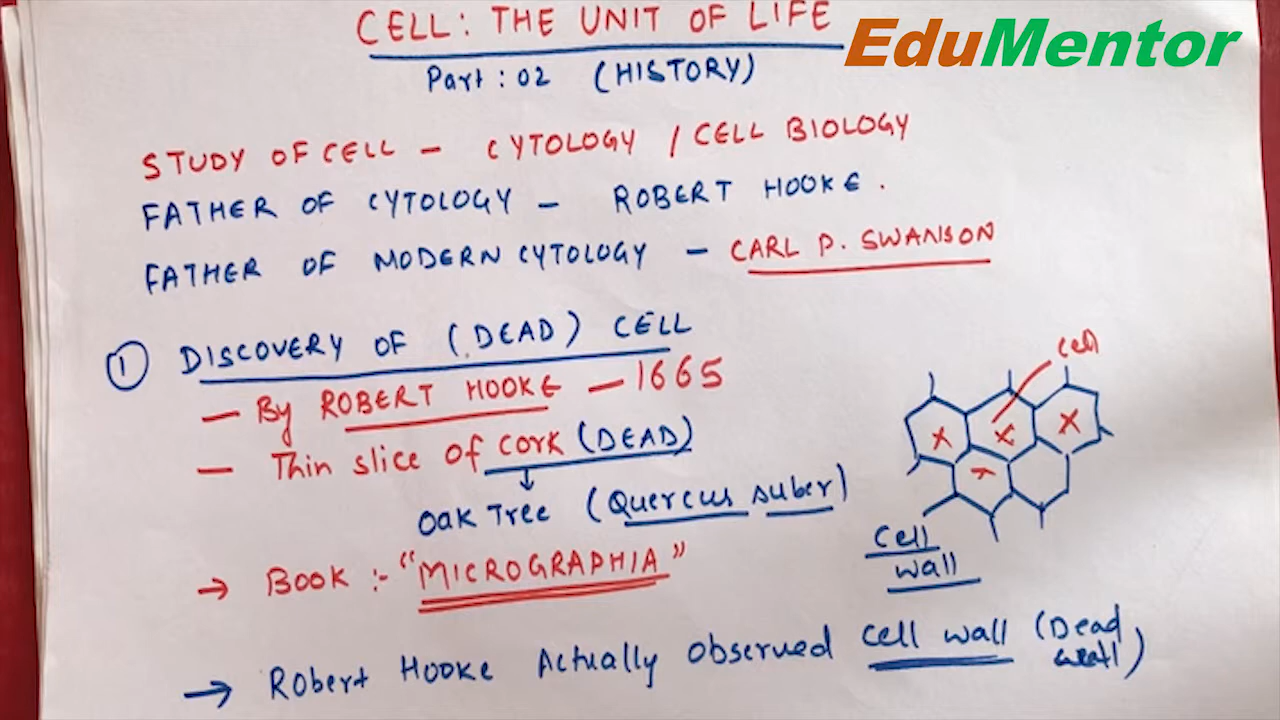 CELL: THE UNIT OF LIFE
EduMentor
Part: 02 (HISTORY)
STUDY OF CELL - CYTOLOGY / CELL BIOLOGY
FATHER OF CYTOLOGY - ROBERT HOOKE.
FATHER OF MODERN CYTOLOGY - CARL P. SWANSON
1 DISCOVERY OF (DEAD) CELL
- By ROBERT HOOKE - 1665
- Thin slice of cork (DEAD)
↓
Oak Tree (Quercus suber)
→ Book :- "MICROGRAPHIA"
→ Robert Hooke Actually observed cell wall (Dead
cell
x x x
Cell
wall